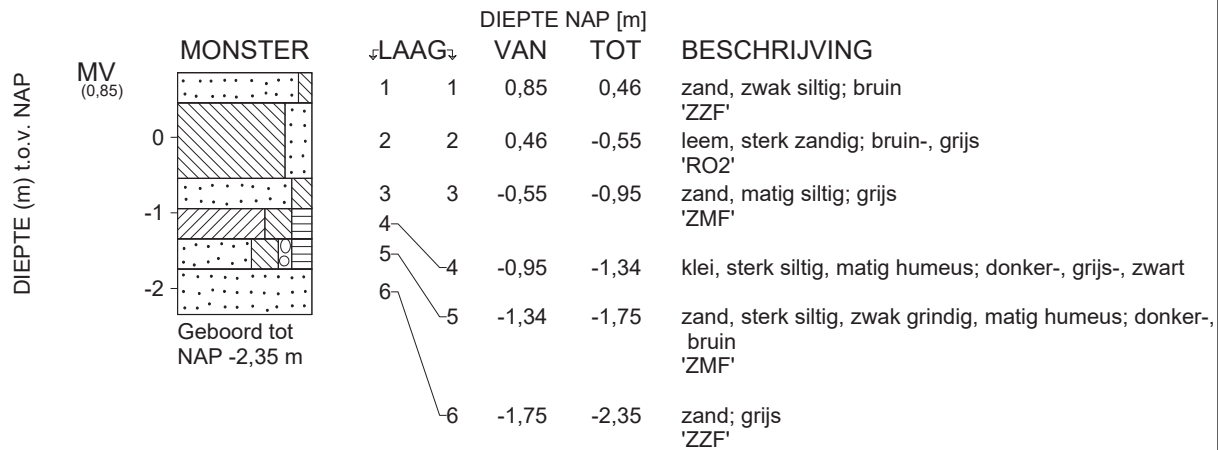 DIEPTE NAP [m]
MONSTER LAAG VAN TOT BESCHRIJVING
MV
(0,85)
DIEPTE (m) t.o.v. NAP
0
-1
-2
1 1 0,85 0,46 zand, zwak siltig; bruin
'ZZF'
2 2 0,46 -0,55 leem, sterk zandig; bruin-, grijs
'RO2'
3 3 -0,55 -0,95 zand, matig siltig; grijs
'ZMF'
4
5
6
4 -0,95 -1,34 klei, sterk siltig, matig humeus; donker-, grijs-, zwart
5 -1,34 -1,75 zand, sterk siltig, zwak grindig, matig humeus; donker-,
bruin
'ZMF'
6 -1,75 -2,35 zand; grijs
'ZZF'
Geboord tot
NAP -2,35 m